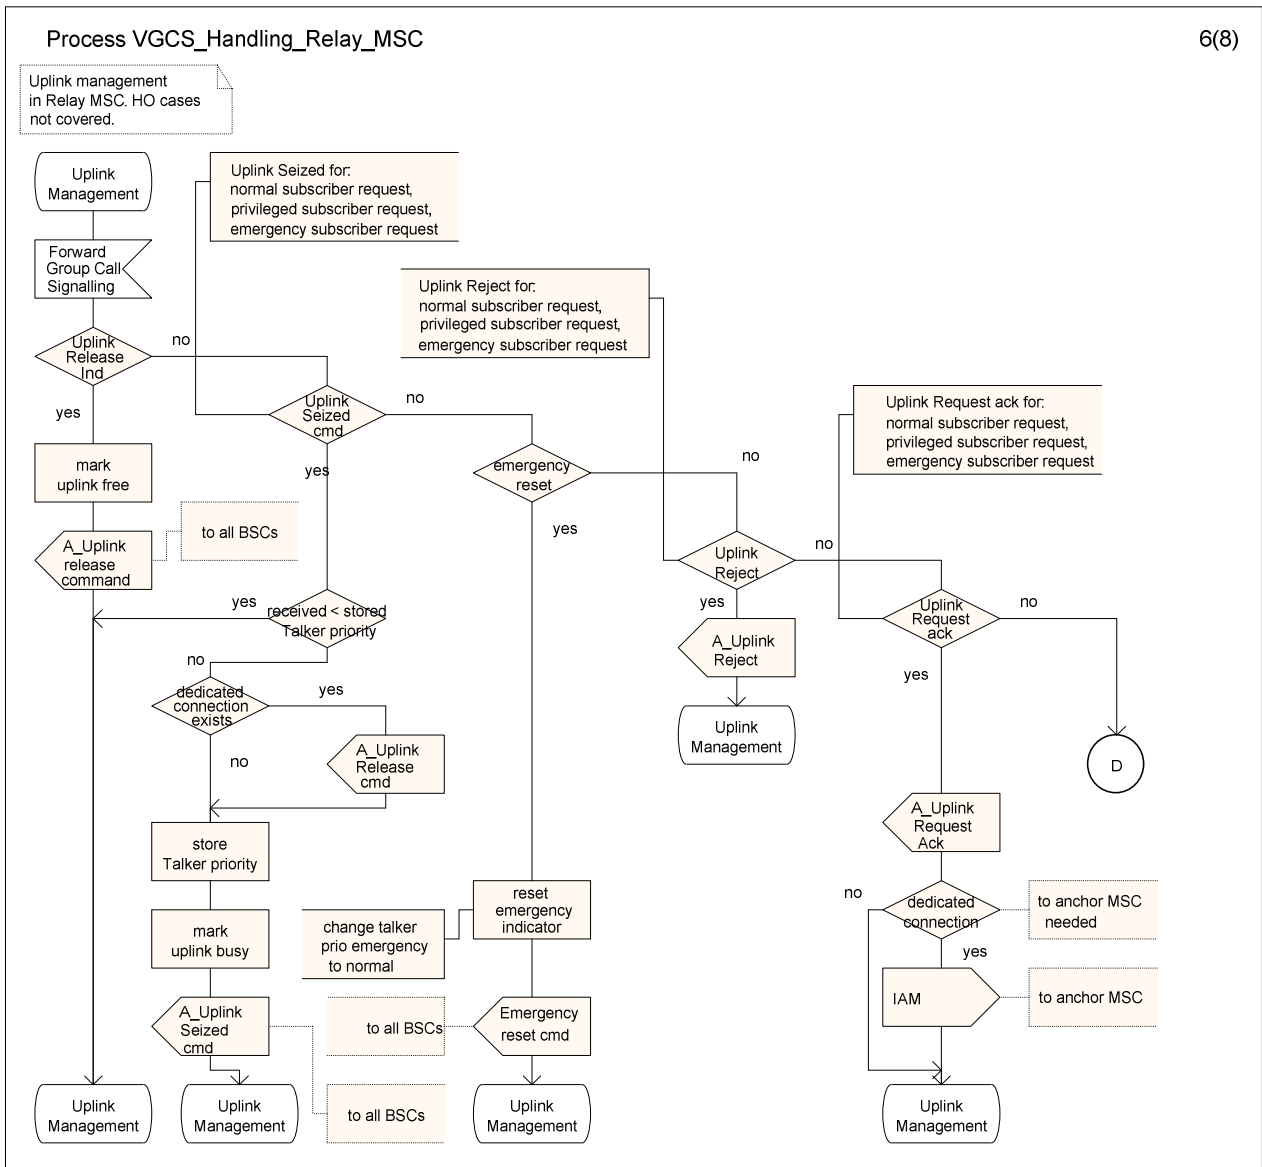 Process VGCS_Handling_Relay_MSC
6(8)
Uplink management
in Relay MSC. HO cases
not covered.
Uplink
Management
Uplink Seized for:
normal subscriber request,
privileged subscriber request,
emergency subscriber request
Forward
Group Call
Signalling
Uplink Reject for:
normal subscriber request,
privileged subscriber request,
emergency subscriber request
Uplink
Release
Ind
no
yes
Uplink
Seized
cmd
no
yes
Uplink Request ack for:
normal subscriber request,
privileged subscriber request,
emergency subscriber request
mark
uplink free
emergency
reset
no
yes
to all BSCs
A_Uplink
release
command
Uplink
Reject
no
yes
received < stored
Talker priority
yes
no
Uplink
Request
ack
no
yes
A_Uplink
Reject
dedicated
connection
exists
yes
no
Uplink
Management
A_Uplink
Release
cmd
D
store
Talker priority
A_Uplink
Request
Ack
reset
emergency
indicator
change talker
prio emergency
to normal
dedicated
connection
no
yes
to anchor MSC
needed
mark
uplink busy
IAM
to anchor MSC
A_Uplink
Seized
cmd
to all BSCs
Emergency
reset cmd
to all BSCs
Uplink
Management
Uplink
Management
Uplink
Management
Uplink
Management